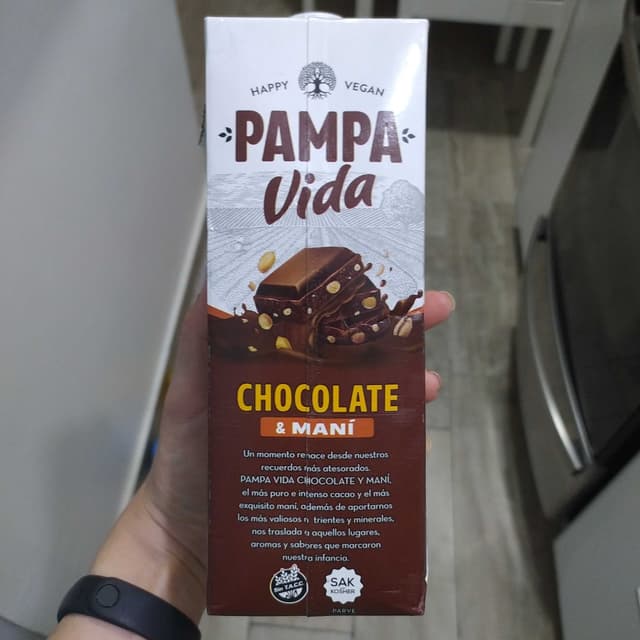 HAPPY VEGAN
PAMPA
Vida
CHOCOLATE
& MANÍ
Un momento renace desde nuestros
recuerdos más atesorados.
PAMPA VIDA CHOCOLATE Y MANÍ,
el más puro e intenso cacao y el más
exquisito maní, además de aportarnos
los más valiosos nutrientes y minerales,
nos traslada a aquellos lugares,
aromas y sabores que marcaron
nuestra infancia.
Sin T.A.C.C.
SAK
KOSHER
PARVE